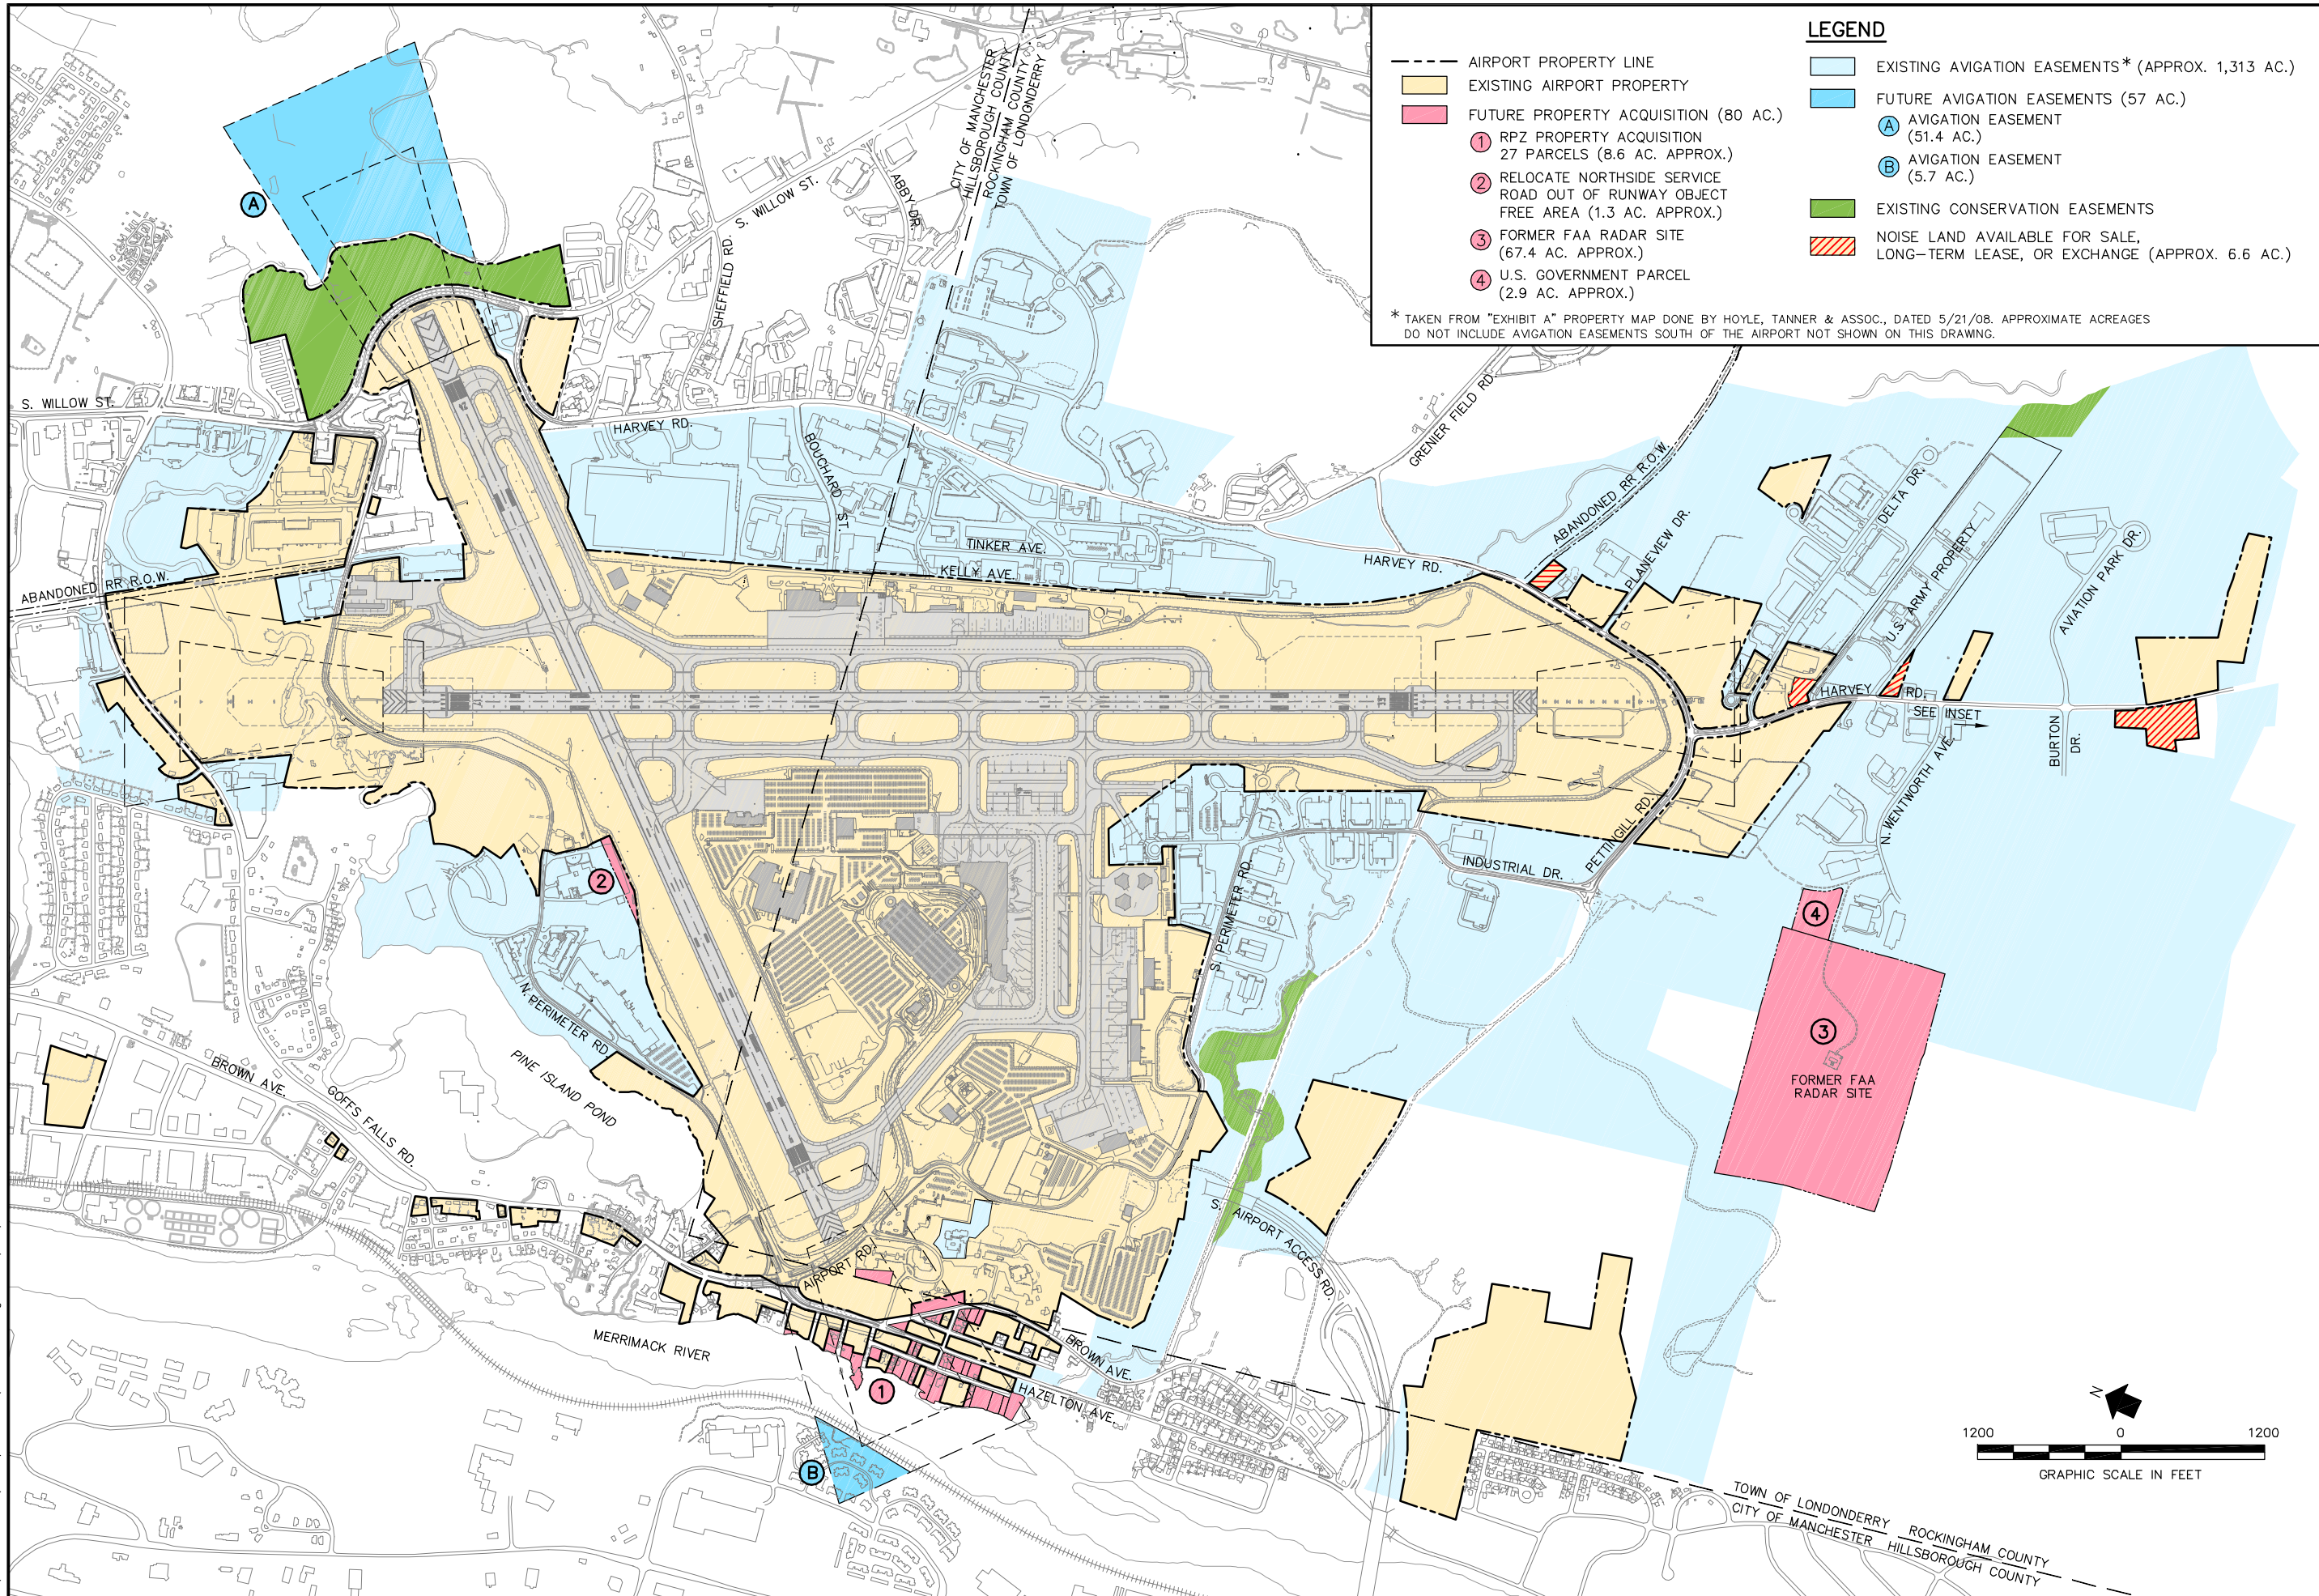 LEGEND
AIRPORT PROPERTY LINE
EXISTING AIRPORT PROPERTY
FUTURE PROPERTY ACQUISITION (80 AC.)
1 RPZ PROPERTY ACQUISITION
27 PARCELS (8.6 AC. APPROX.)
2 RELOCATE NORTHSIDE SERVICE
ROAD OUT OF RUNWAY OBJECT
FREE AREA (1.3 AC. APPROX.)
3 FORMER FAA RADAR SITE
(67.4 AC. APPROX.)
4 U.S. GOVERNMENT PARCEL
(2.9 AC. APPROX.)
EXISTING AVIGATION EASEMENTS* (APPROX. 1,313 AC.)
FUTURE AVIGATION EASEMENTS (57 AC.)
A AVIGATION EASEMENT
(51.4 AC.)
B AVIGATION EASEMENT
(5.7 AC.)
EXISTING CONSERVATION EASEMENTS
NOISE LAND AVAILABLE FOR SALE,
LONG-TERM LEASE, OR EXCHANGE (APPROX. 6.6 AC.)
* TAKEN FROM "EXHIBIT A" PROPERTY MAP DONE BY HOYLE, TANNER & ASSOC., DATED 5/21/08. APPROXIMATE ACREAGES
DO NOT INCLUDE AVIGATION EASEMENTS SOUTH OF THE AIRPORT NOT SHOWN ON THIS DRAWING.
CITY OF MANCHESTER
HILLSBOROUGH COUNTY
ROCKINGHAM COUNTY
TOWN OF LONDONDERRY
A
S. WILLOW ST.
ABBY DR.
SHEFFIELD RD.
S. WILLOW ST.
HARVEY RD.
BOUCHARD ST.
GRENIER FIELD RD.
ABANDONED RR R.O.W.
DELTA DR.
PLANEVIEW DR.
U.S. ARMY PROPERTY
AVIATION PARK DR.
TINKER AVE.
KELLY AVE.
HARVEY RD.
ABANDONED RR R.O.W.
HARVEY RD.
SEE INSET
BURTON
DR.
N. WENTWORTH AVE.
PETTINGILL RD.
INDUSTRIAL DR.
S. PERIMETER RD.
2
4
3
FORMER FAA
RADAR SITE
N. PERIMETER RD.
PINE ISLAND POND
BROWN AVE.
GOFFS FALLS RD.
S. AIRPORT ACCESS RD.
AIRPORT RD.
MERRIMACK RIVER
BROWN AVE.
HAZELTON AVE.
1
B
N
1200 0 1200
GRAPHIC SCALE IN FEET
TOWN OF LONDONDERRY ROCKINGHAM COUNTY
CITY OF MANCHESTER HILLSBOROUGH COUNTY